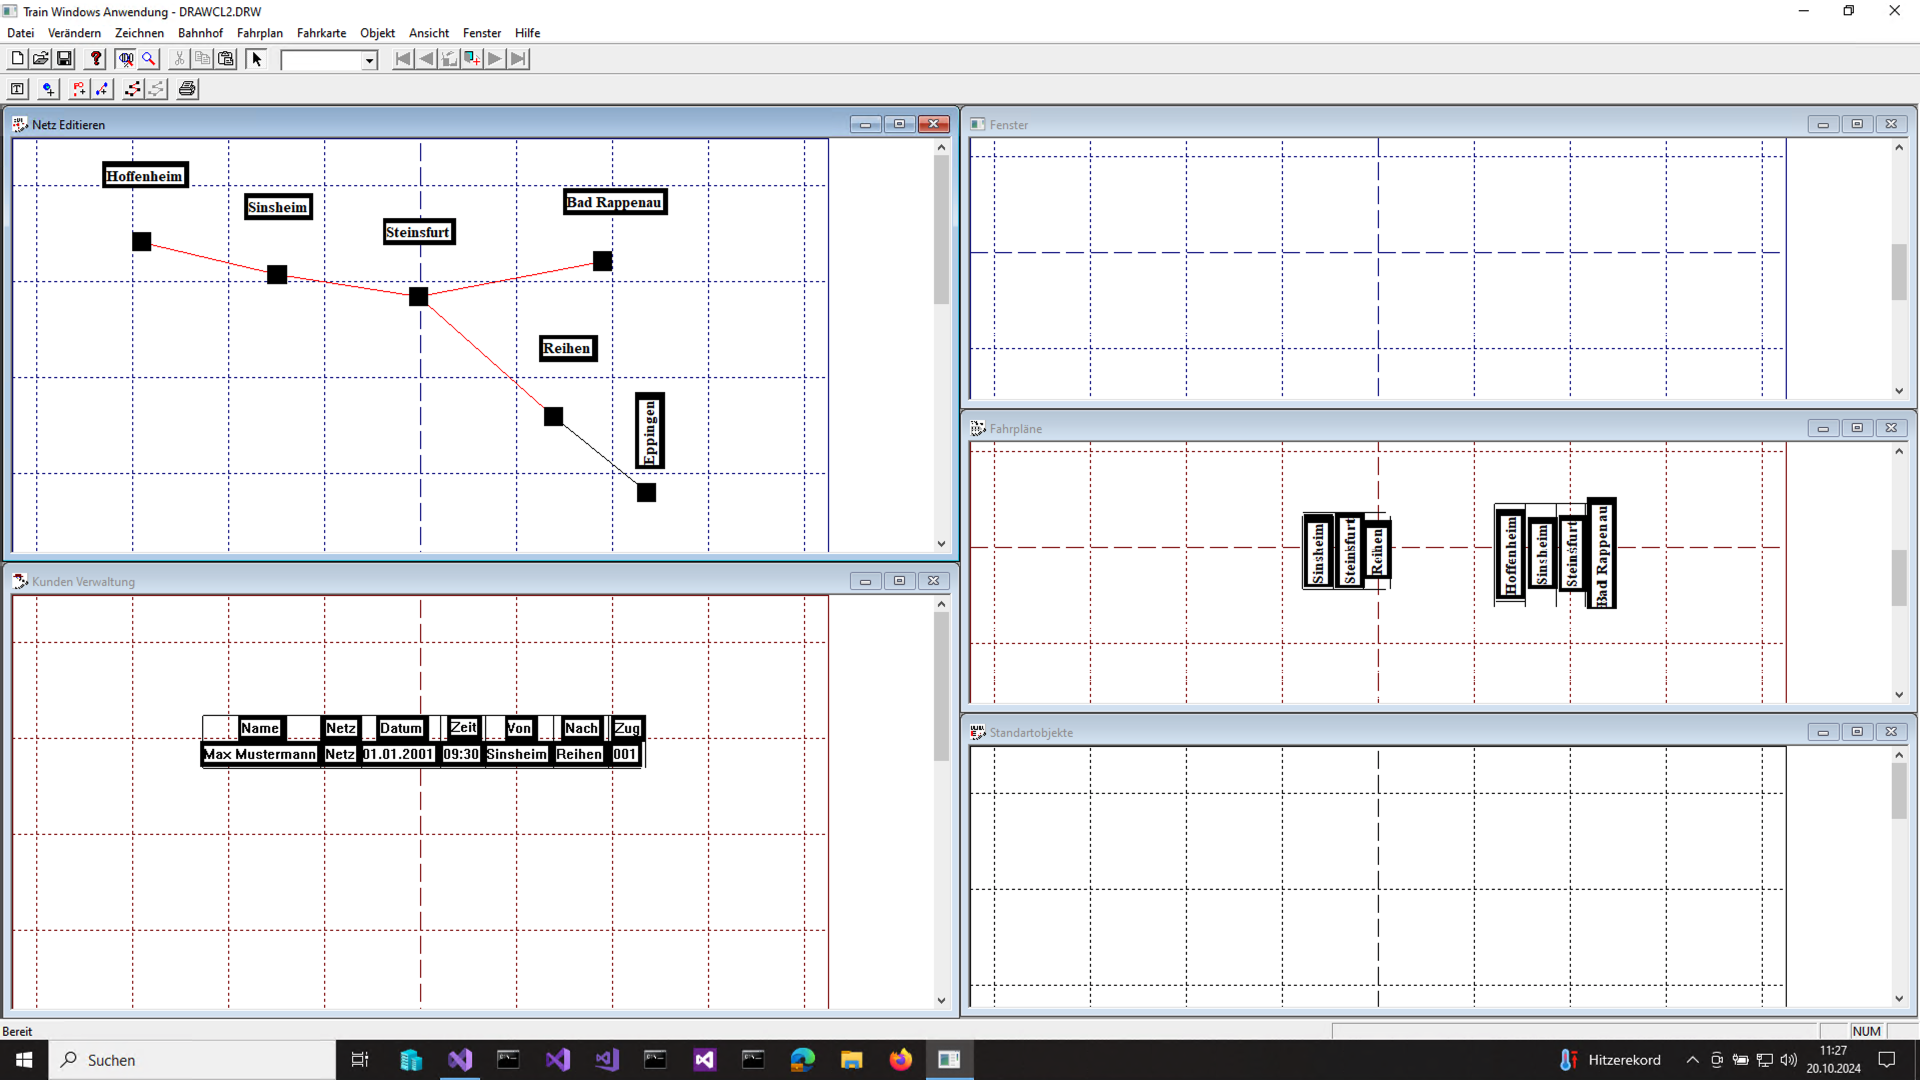 Train Windows Anwendung - DRAWCL2.DRW
Datei Verändern Zeichnen Bahnhof Fahrplan Fahrkarte Objekt Ansicht Fenster Hilfe
Netz Editieren
Hoffenheim
Sinsheim
Steinsfurt
Bad Rappenau
Reihen
Eppingen
Fenster
Fahrpläne
Sinsheim
Steinsfurt
Reihen
Hoffenheim
Sinsheim
Steinsfurt
Bad Rappenau
Kunden Verwaltung
Name Netz Datum Zeit Von Nach Zug
Max Mustermann Netz 01.01.2001 09:30 Sinsheim Reihen 001
Standartobjekte
Bereit
NUM
Suchen
Hitzerekord
11:27
20.10.2024